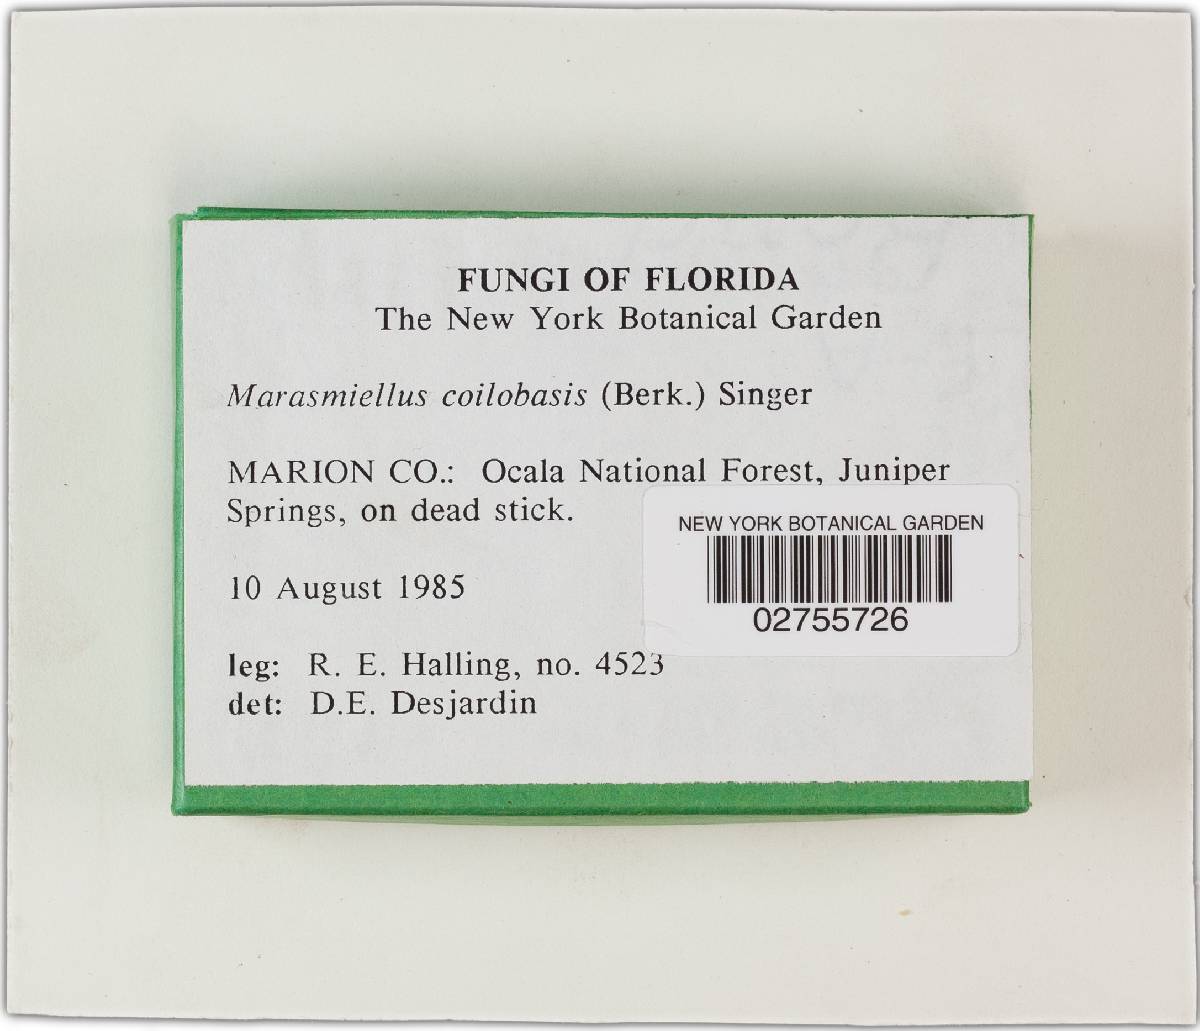 FUNGI OF FLORIDA
The New York Botanical Garden
Marasmiellus coilobasis (Berk.) Singer
MARION CO.: Ocala National Forest, Juniper
Springs, on dead stick.
NEW YORK BOTANICAL GARDEN
02755726
10 August 1985
leg: R. E. Halling, no. 4523
det: D.E. Desjardin